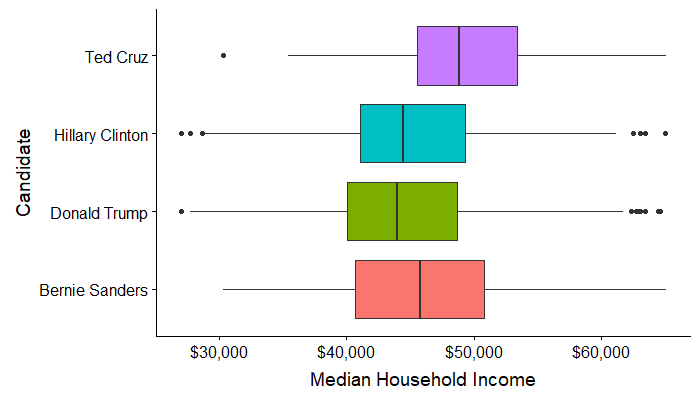 Ted Cruz
Hillary Clinton
Donald Trump
Bernie Sanders
Candidate
$30,000 $40,000 $50,000 $60,000
Median Household Income